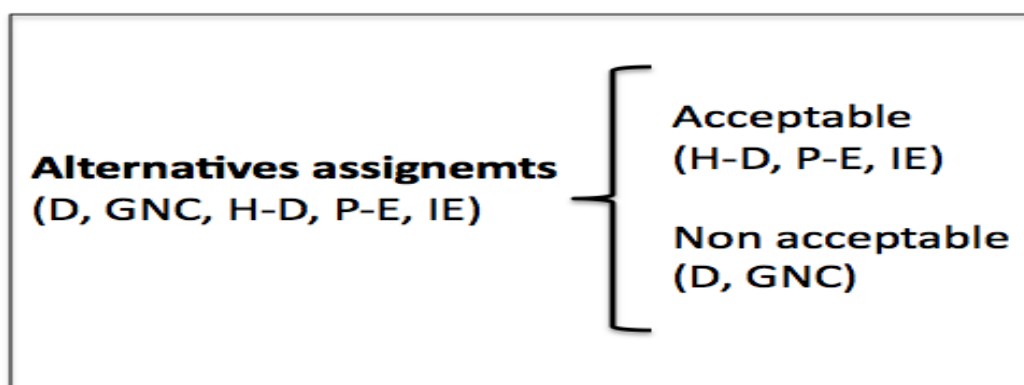 Alternatives assignemts
(D, GNC, H-D, P-E, IE)
Acceptable
(H-D, P-E, IE)
Non acceptable
(D, GNC)